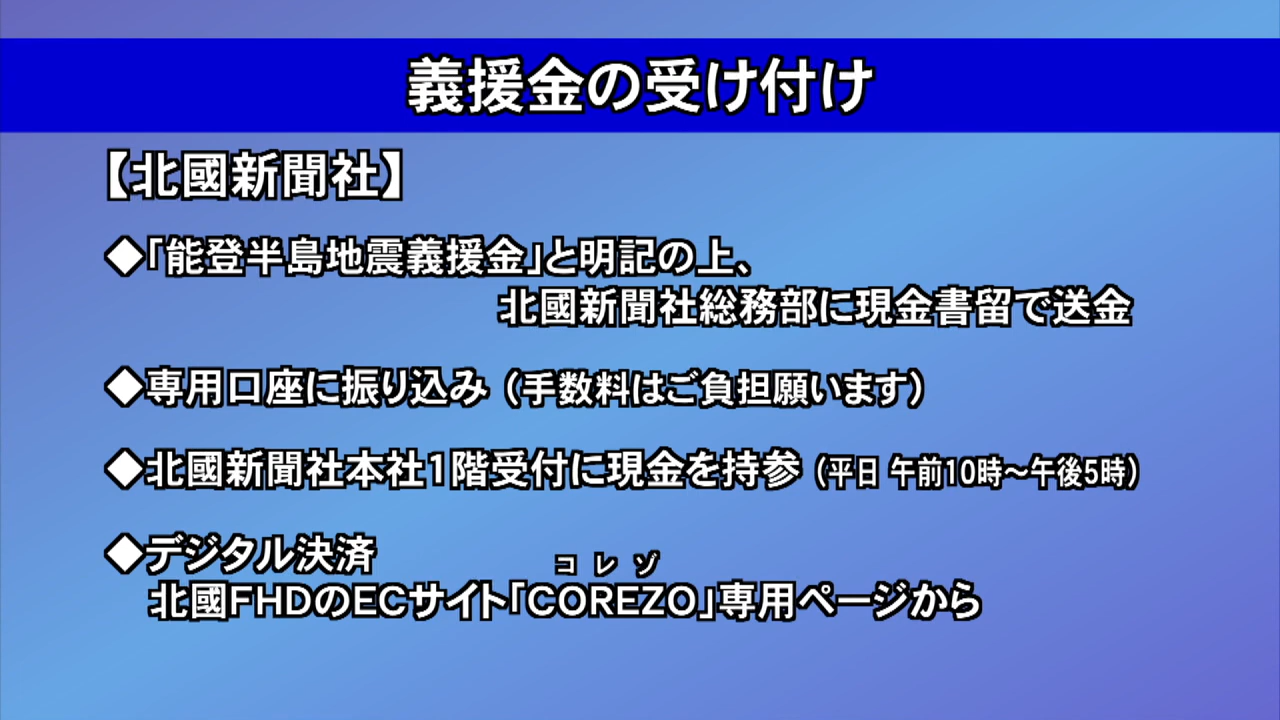 義援金の受け付け
【北國新聞社】
◆「能登半島地震義援金」と明記の上、
北國新聞社総務部に現金書留で送金
◆専用口座に振り込み（手数料はご負担願います）
◆北國新聞社本社1階受付に現金を持参（平日 午前10時～午後5時）
◆デジタル決済
コレゾ
北國FHDのECサイト「COREZO」専用ページから